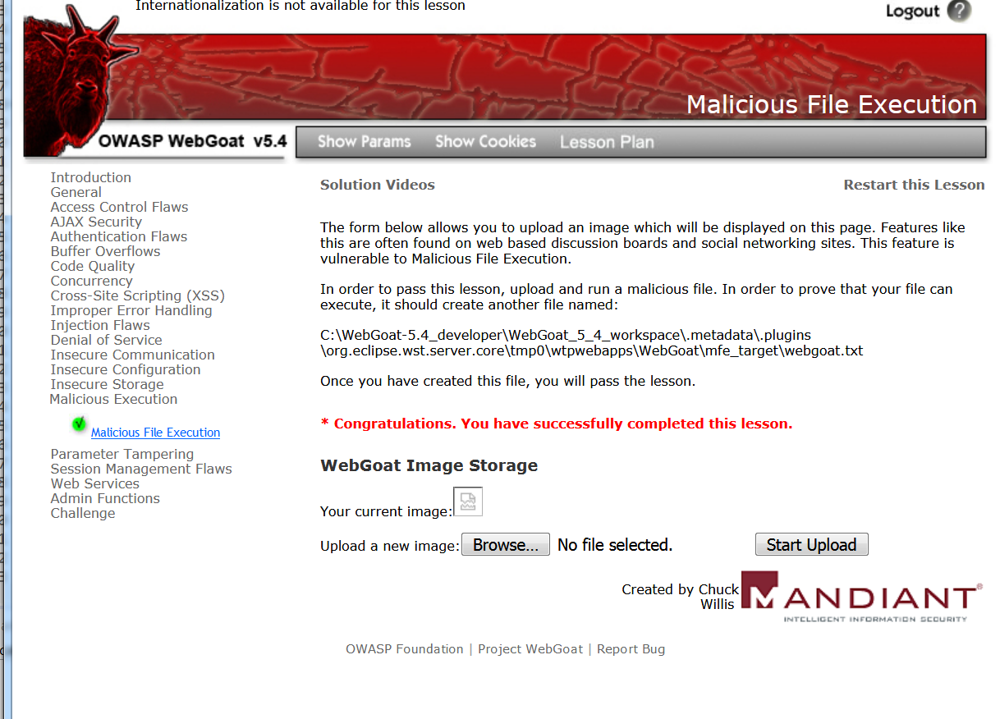 Internationalization is not available for this lesson
Logout ?
Malicious File Execution
OWASP WebGoat v5.4
Show Params Show Cookies Lesson Plan
Introduction
General
Access Control Flaws
AJAX Security
Authentication Flaws
Buffer Overflows
Code Quality
Concurrency
Cross-Site Scripting (XSS)
Improper Error Handling
Injection Flaws
Denial of Service
Insecure Communication
Insecure Configuration
Insecure Storage
Malicious Execution
Malicious File Execution
Parameter Tampering
Session Management Flaws
Web Services
Admin Functions
Challenge
Solution Videos Restart this Lesson
The form below allows you to upload an image which will be displayed on this page. Features like
this are often found on web based discussion boards and social networking sites. This feature is
vulnerable to Malicious File Execution.
In order to pass this lesson, upload and run a malicious file. In order to prove that your file can
execute, it should create another file named:
C:\WebGoat-5.4_developer\WebGoat_5_4_workspace\.metadata\.plugins
\org.eclipse.wst.server.core\tmp0\wtpwebapps\WebGoat\mfe_target\webgoat.txt
Once you have created this file, you will pass the lesson.
* Congratulations. You have successfully completed this lesson.
WebGoat Image Storage
Your current image:
Upload a new image: Browse... No file selected. Start Upload
Created by Chuck
Willis
MANDIANT®
INTELLIGENT INFORMATION SECURITY
OWASP Foundation | Project WebGoat | Report Bug